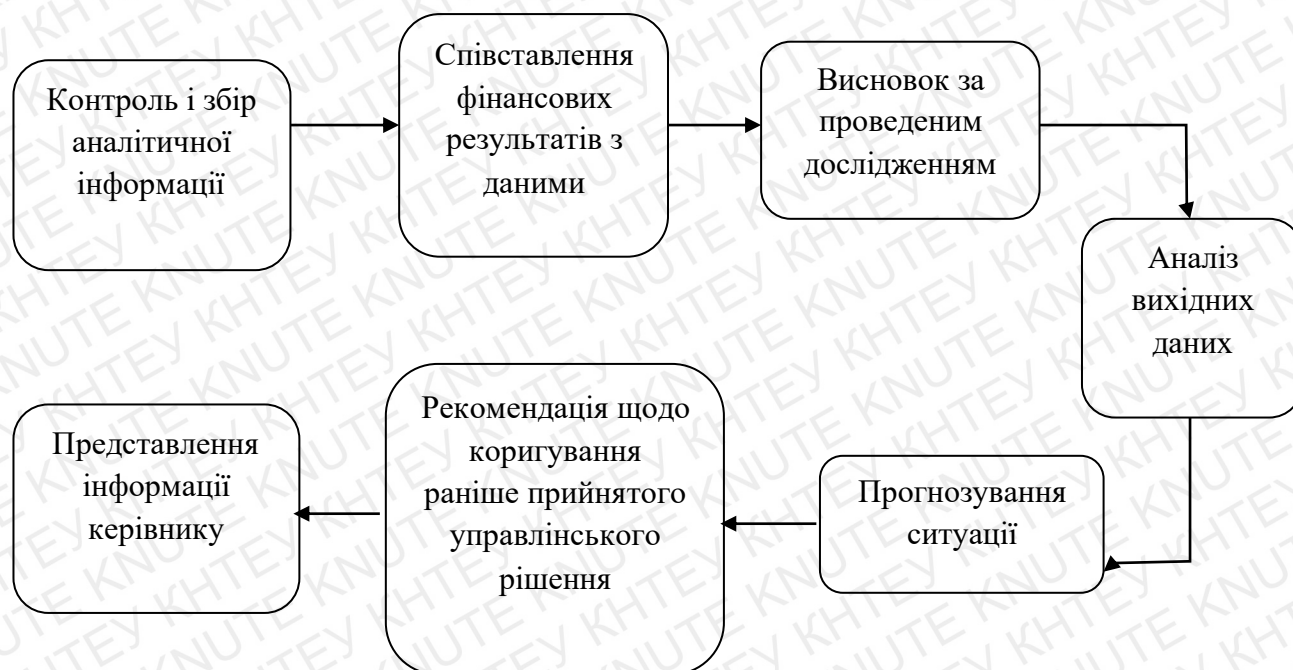 Контроль і збір
аналітичної
інформації
Співставлення
фінансових
результатів з
даними
Висновок за
проведеним
дослідженням
Аналіз
вихідних
даних
Прогнозування
ситуації
Рекомендація щодо
коригування
раніше прийнятого
управлінського
рішення
Представлення
інформації
керівнику